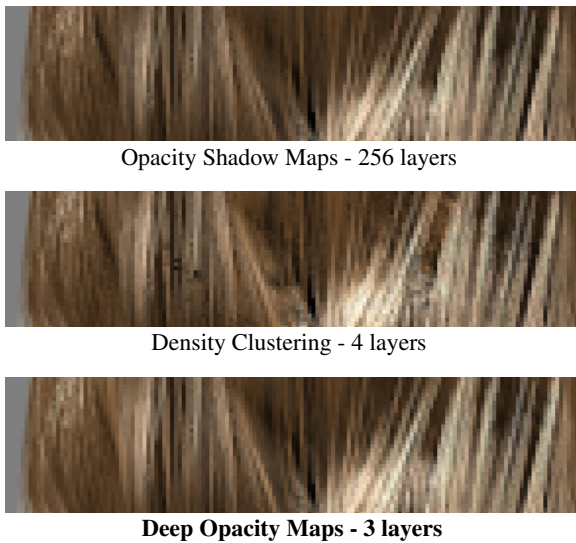 Opacity Shadow Maps - 256 layers
Density Clustering - 4 layers
Deep Opacity Maps - 3 layers